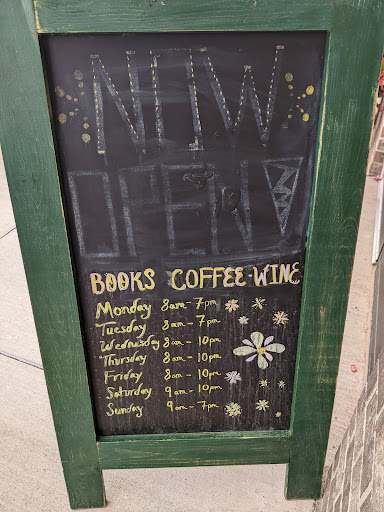 NOW
OPEN
BOOKS COFFEE·WINE
Monday 8am - 7pm
Tuesday 8am - 7pm
Wednesday 8am - 10pm
Thursday 8am - 10pm
Friday 8am - 10pm
Saturday 9am - 10pm
Sunday 9am - 7pm